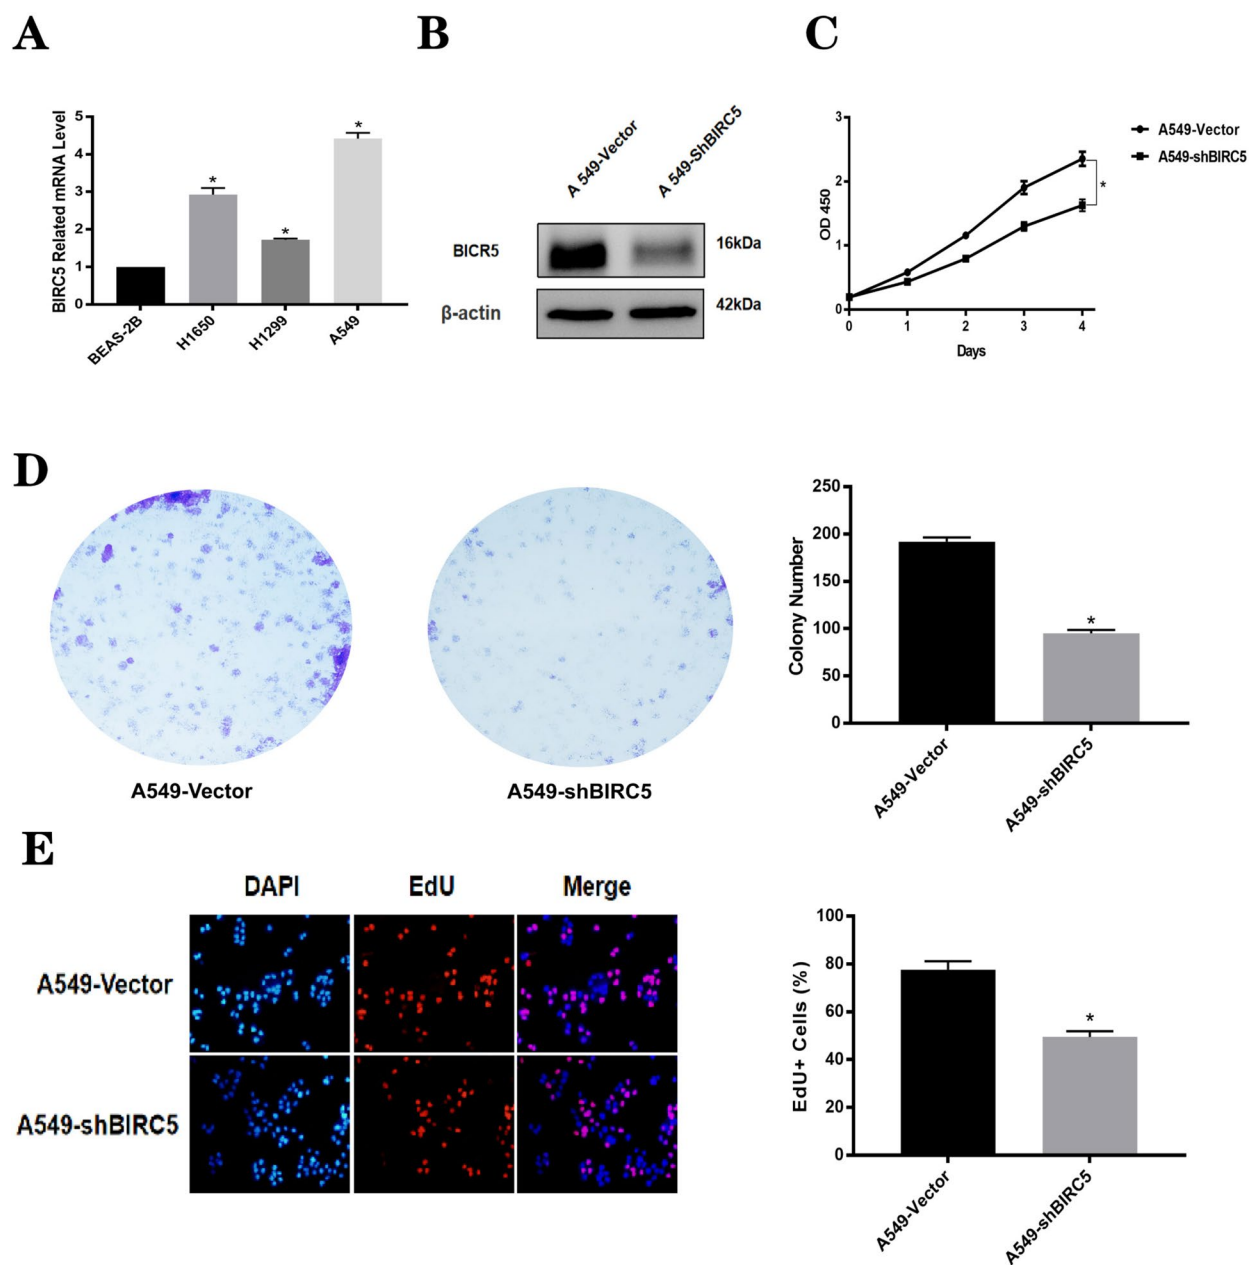 A
BIRC5 Related mRNA Level
5
4
3
2
1
0
*
*
*
BEAS-2B
H1650
H1299
A549
B
A 549-Vector
A 549-ShBIRC5
BICR5
16kDa
β-actin
42kDa
C
OD 450
3
2
1
0
0
1
2
3
4
Days
*
A549-Vector
A549-shBIRC5
D
A549-Vector
A549-shBIRC5
Colony Number
250
200
150
100
50
0
*
A549-Vector
A549-shBIRC5
E
DAPI
EdU
Merge
A549-Vector
A549-shBIRC5
EdU+ Cells (%)
100
80
60
40
20
0
*
A549-Vector
A549-shBIRC5